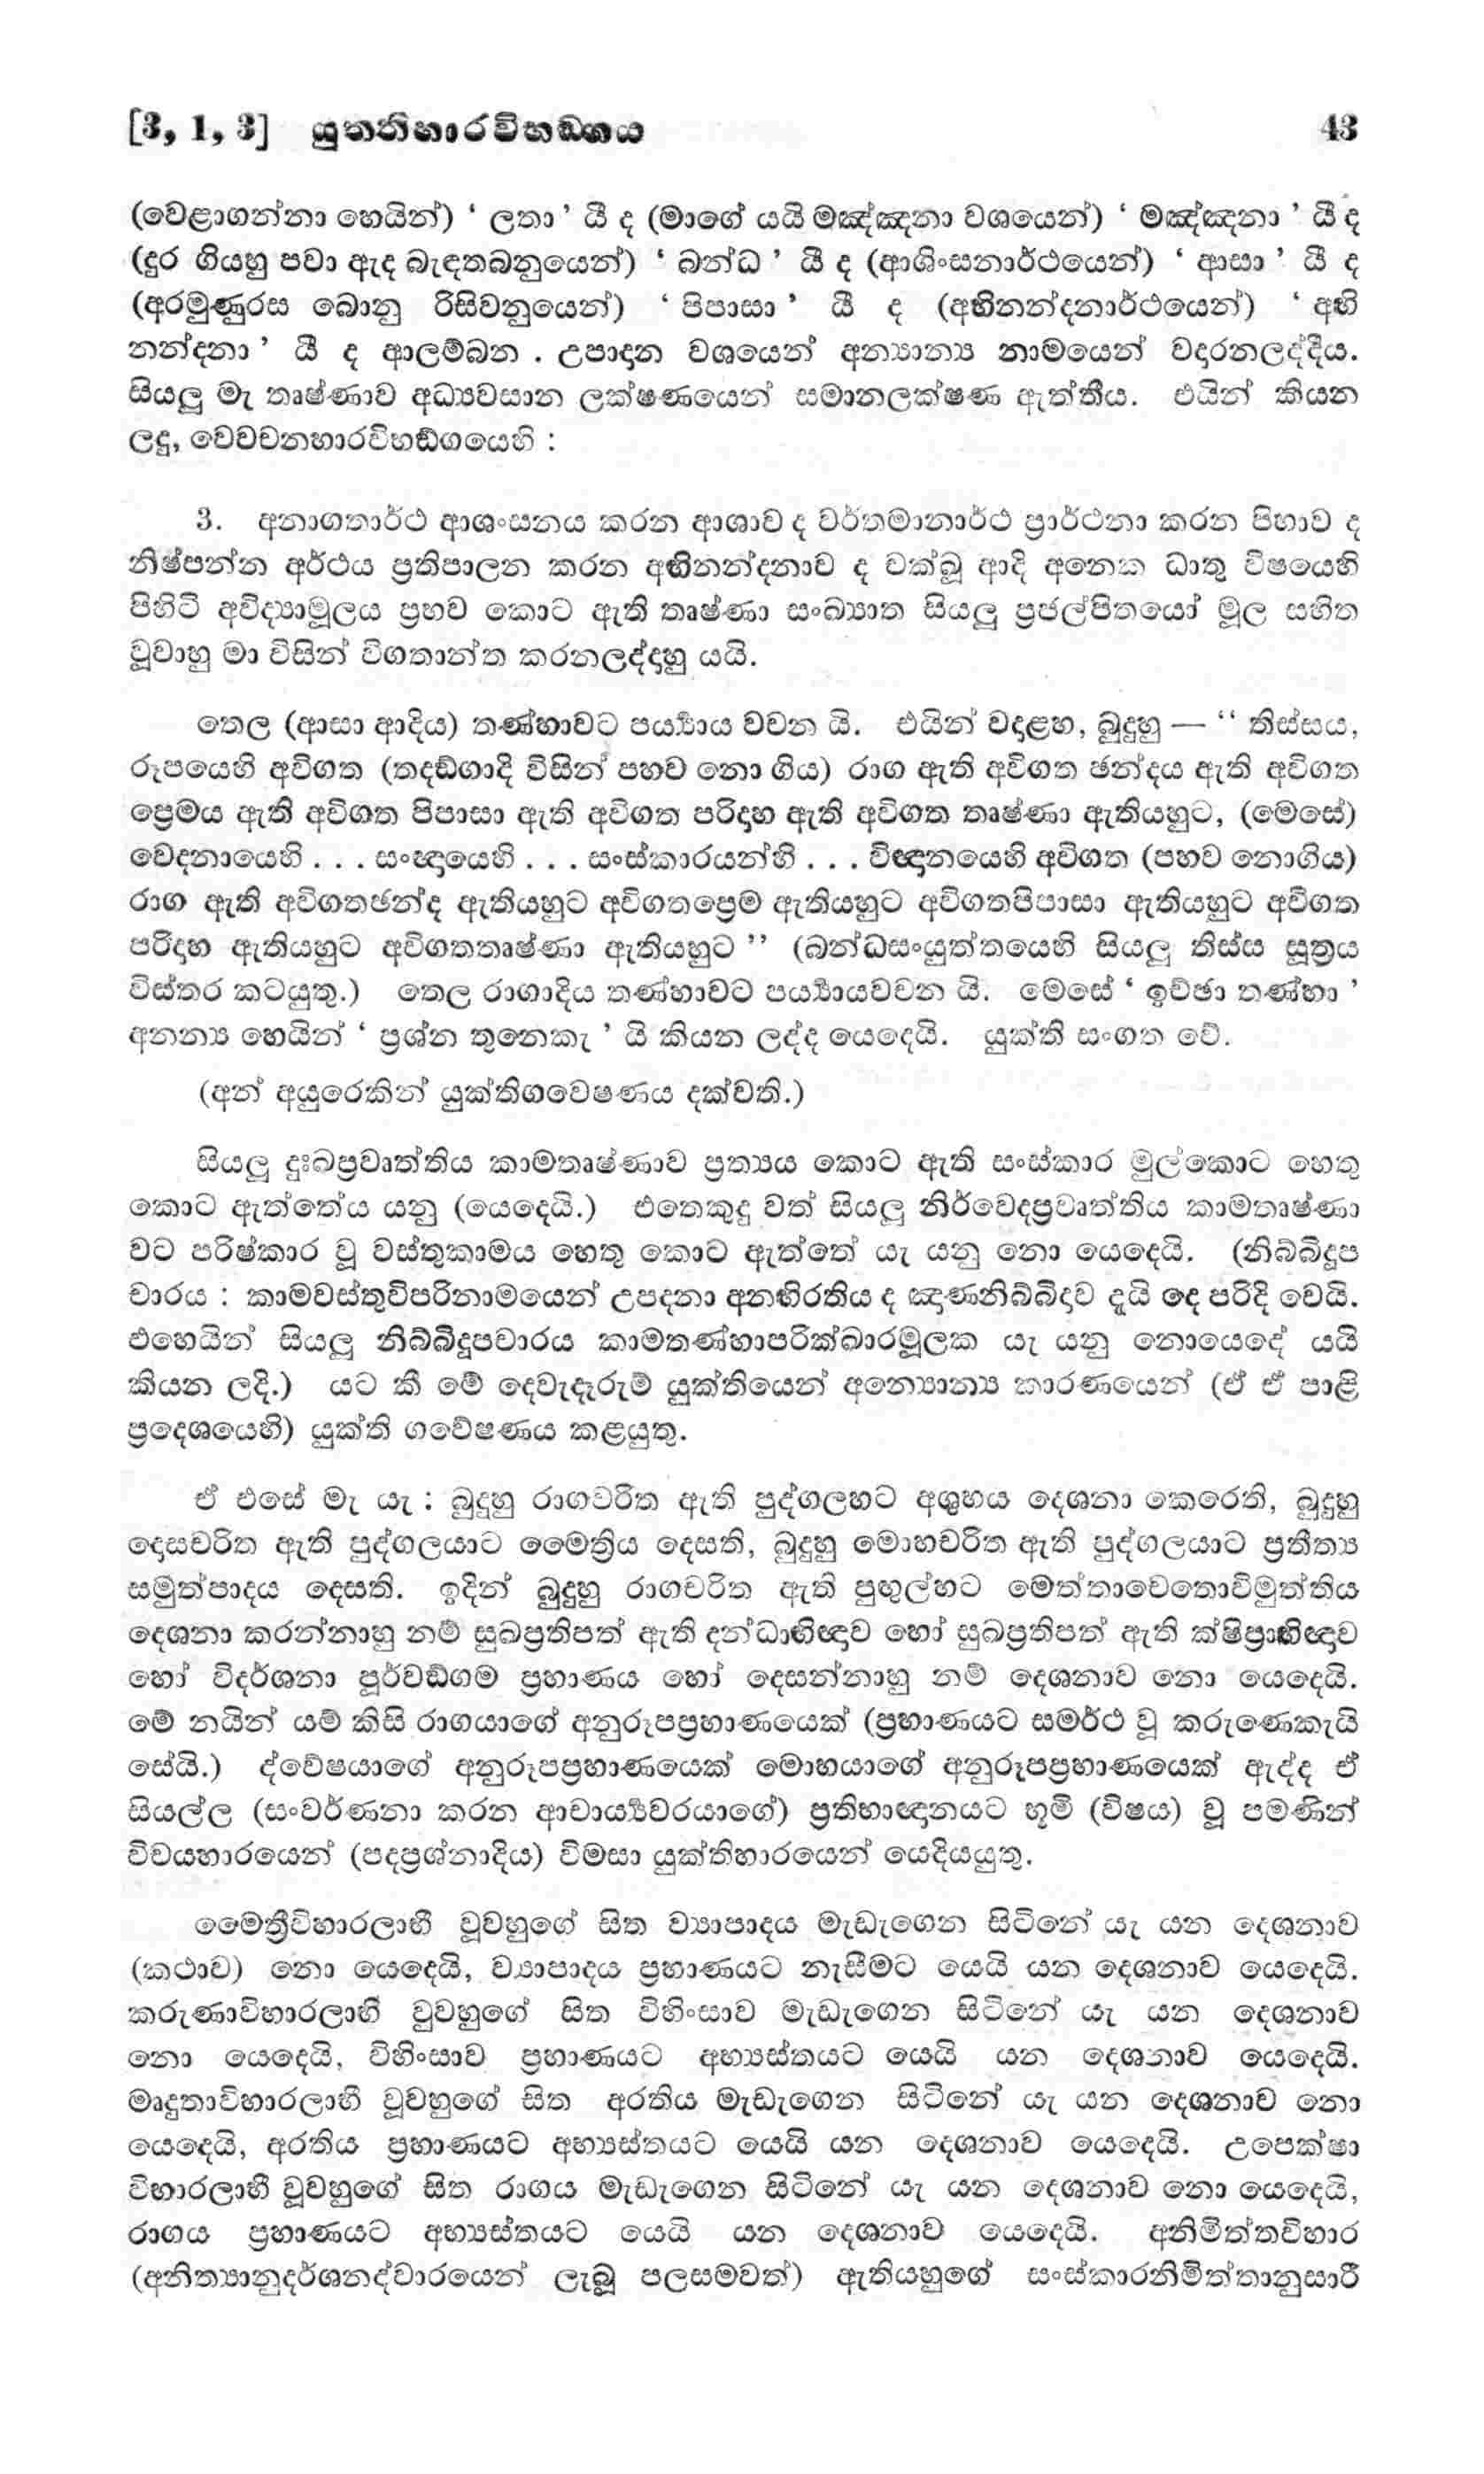 [3, 1, 3] යුතතිහාරවිභඞගය 43
(වෙළාගන්නා හෙයින්) ‘ ලතා ’ යී ද (මාගේ යයි මඤ්ඤනා වශයෙන්) ‘ මඤ්ඤනා ’ යී ද
(දුර ගියහු පවා ඇද බැඳතබනුයෙන්) ‘ බන්ධ ’ යී ද (ආශිංසනාර්ථයෙන්) ‘ ආසා ’ යී ද
(අරමුණුරස බොනු රිසිවනුයෙන්) ‘ පිපාසා ’ යී ද (අභිනන්දනාර්ථයෙන්) ‘ අභි
නන්දනා ’ යී ද ආලම්බන . උපාදාන වශයෙන් අන්‍යාන්‍ය නාමයෙන් වදාරනලද්දීය.
සියලු මැ තෘෂ්ණාව අධ්‍යවසාන ලක්ෂණයෙන් සමානලක්ෂණ ඇත්තීය. එයින් කියන
ලදු, වෙවචනහාරවිභඞ්ගයෙහි :
3. අනාගතාර්ථ ආශංසනය කරන ආශාව ද වර්තමානාර්ථ ප්‍රාර්ථනා කරන පිහාව ද
නිෂ්පන්න අර්ථය ප්‍රතිපාලන කරන අභිනන්දනාව ද චක්ඛු ආදි අනෙක ධාතු විෂයෙහි
පිහිටි අවිද්‍යාමූලය ප්‍රභව කොට ඇති තෘෂ්ණා සංඛ්‍යාත සියලු ප්‍රජල්පිතයෝ මූල සහිත
වූවාහු මා විසින් විගතාන්ත කරනලද්දාහු යයි.
තෙල (ආසා ආදිය) තණ්හාවට පර්‍ය්‍යාය වචන යි. එයින් වදාළහ, බුදුහු — “ තිස්සය,
රූපයෙහි අවිගත (තදඞ්ගාදි විසින් පහව නො ගිය) රාග ඇති අවිගත ඡන්දය ඇති අවිගත
ප්‍රෙමය ඇති අවිගත පිපාසා ඇති අවිගත පරිදාහ ඇති අවිගත තෘෂ්ණා ඇතියහුට, (මෙසේ)
වෙදනායෙහි . . . සංඥායෙහි . . . සංස්කාරයන්හි . . . විඥානයෙහි අවිගත (පහව නොගිය)
රාග ඇති අවිගතඡන්ද ඇතියහුට අවිගතප්‍රෙම ඇතියහුට අවිගතපිපාසා ඇතියහුට අවිගත
පරිදාහ ඇතියහුට අවිගතතෘෂ්ණා ඇතියහුට ” (ඛන්ධසංයුත්තයෙහි සියලු තිස්ය සූත්‍රය
විස්තර කටයුතු.) තෙල රාගාදිය තණ්හාවට පර්‍ය්‍යායවචන යි. මෙසේ ‘ ඉච්ඡා තණ්හා ’
අනන්‍ය හෙයින් ‘ ප්‍රශ්න තුනෙකැ ’ යි කියන ලද්ද යෙදෙයි. යුක්ති සංගත වේ.
(අන් අයුරෙකින් යුක්තිගවෙෂණය දක්වති.)
සියලු දුඃඛප්‍රවෘත්තිය කාමතෘෂ්ණාව ප්‍රත්‍යය කොට ඇති සංස්කාර මුල්කොට හෙතු
කොට ඇත්තේය යනු (යෙදෙයි.) එතෙකුදු වත් සියලු නිර්වෙදප්‍රවෘත්තිය කාමතෘෂ්ණා
වට පරිෂ්කාර වූ වස්තුකාමය හෙතු කොට ඇත්තේ යැ යනු නො යෙදෙයි. (නිබ්බිදූප
චාරය : කාමවස්තුවිපරිනාමයෙන් උපදනා අනභිරතිය ද ඤාණනිබ්බිදාව දැයි දෙ පරිදි වෙයි.
එහෙයින් සියලු නිබ්බිදූපචාරය කාමතණ්හාපරික්ඛාරමූලක යැ යනු නොයෙදේ යයි
කියන ලදි.) යට කී මේ දෙවැදෑරුම් යුක්තියෙන් අන්‍යොන්‍ය කාරණයෙන් (ඒ ඒ පාළි
ප්‍රදෙශයෙහි) යුක්ති ගවේෂණය කළයුතු.
ඒ එසේ මැ යැ : බුදුහු රාගචරිත ඇති පුද්ගලහට අශුභය දෙශනා කෙරෙති, බුදුහු
දොසචරිත ඇති පුද්ගලයාට මෛත්‍රිය දෙසති, බුදුහු මොහචරිත ඇති පුද්ගලයාට ප්‍රතීත්‍ය
සමුත්පාදය දෙසති. ඉදින් බුදුහු රාගචරිත ඇති පුඟුල්හට මෙත්තාචෙතොවිමුත්තිය
දෙශනා කරන්නාහු නම් සුඛප්‍රතිපත් ඇති දන්ධාභිඥාව හෝ සුඛප්‍රතිපත් ඇති ක්ෂිප්‍රාභිඥාව
හෝ විදර්ශනා පූර්වඞ්ගම ප්‍රහාණය හෝ දෙසන්නාහු නම් දෙශනාව නො යෙදෙයි.
මේ නයින් යම් කිසි රාගයාගේ අනුරූපප්‍රහාණයෙක් (ප්‍රහාණයට සමර්ථ වූ කරුණෙකැයි
සේයි.) ද්වේෂයාගේ අනුරූපප්‍රහාණයෙක් මොහයාගේ අනුරූපප්‍රහාණයෙක් ඇද්ද ඒ
සියල්ල (සංවර්ණනා කරන ආචාර්‍ය්‍යවරයාගේ) ප්‍රතිභාඥානයට භූමි (විෂය) වූ පමණින්
විචයහාරයෙන් (පදප්‍රශ්නාදිය) විමසා යුක්තිහාරයෙන් යෙදියයුතු.
මෛත්‍රීවිහාරලාභී වූවහුගේ සිත ව්‍යාපාදය මැඩැගෙන සිටිනේ යැ යන දෙශනාව
(කථාව) නො යෙදෙයි, ව්‍යාපාදය ප්‍රහාණයට නැසීමට යෙයි යන දෙශනාව යෙදෙයි.
කරුණාවිහාරලාභී වූවහුගේ සිත විහිංසාව මැඩැගෙන සිටිනේ යැ යන දෙශනාව
නො යෙදෙයි, විහිංසාව ප්‍රහාණයට අභ්‍යස්තයට යෙයි යන දෙශනාව යෙදෙයි.
මෘදුතාවිහාරලාභී වූවහුගේ සිත අරතිය මැඩැගෙන සිටිනේ යැ යන දෙශනාව නො
යෙදෙයි, අරතිය ප්‍රහාණයට අභ්‍යස්තයට යෙයි යන දෙශනාව යෙදෙයි. උපෙක්ෂා
විහාරලාභී වූවහුගේ සිත රාගය මැඩැගෙන සිටිනේ යැ යන දෙශනාව නො යෙදෙයි,
රාගය ප්‍රහාණයට අභ්‍යස්තයට යෙයි යන දෙශනාව යෙදෙයි. අනිමිත්තවිහාර
(අනිත්‍යානුදර්ශනද්වාරයෙන් ලැබූ පලසමවත්) ඇතියහුගේ සංස්කාරනිමිත්තානුසාරී